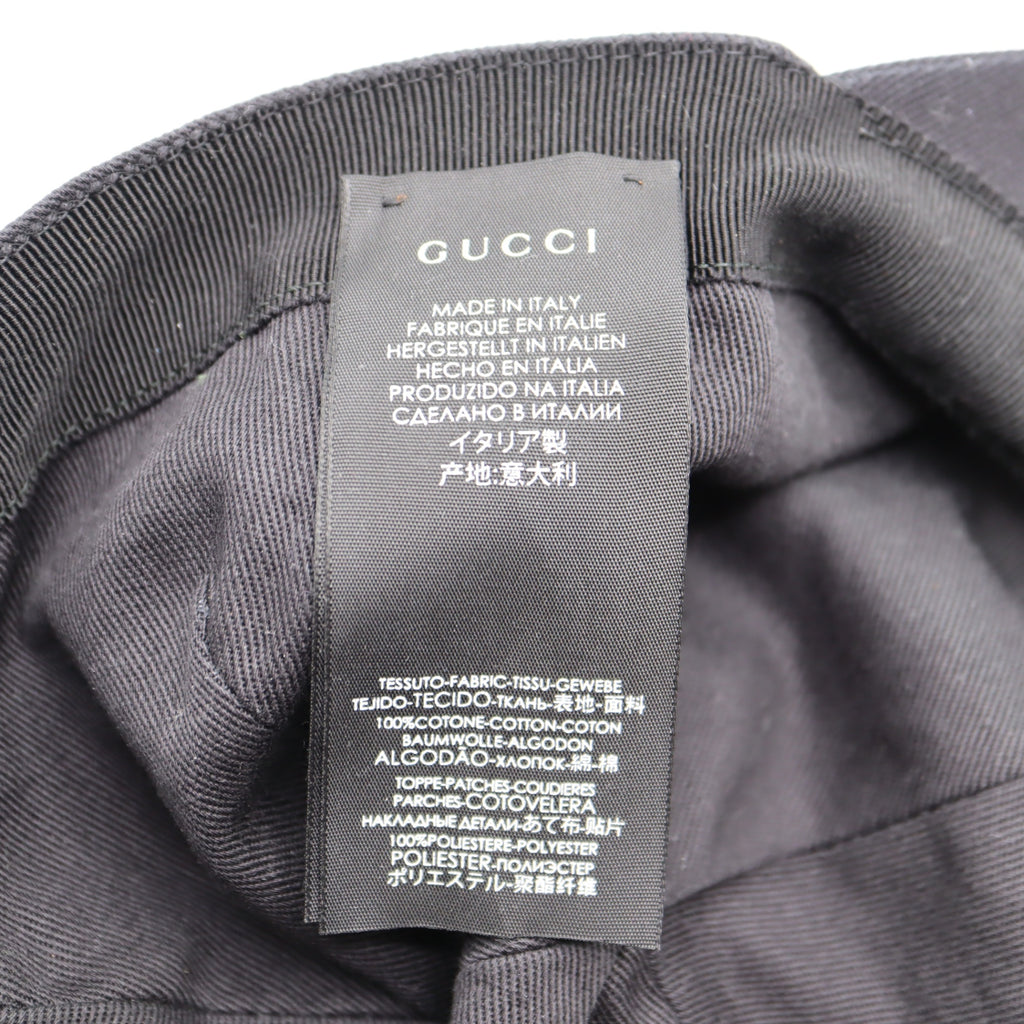 GUCCI
MADE IN ITALY
FABRIQUE EN ITALIE
HERGESTELLT IN ITALIEN
HECHO EN ITALIA
PRODUZIDO NA ITALIA
СДЕЛАНО В ИТАЛИИ
イタリア製
产地:意大利
TESSUTO-FABRIC-TISSU-GEWEBE
TEJIDO-TECIDO-ТКАНЬ-表地-面料
100%COTONE-COTTON-COTON
BAUMWOLLE-ALGODON
ALGODÃO-ХЛОПОК-綿-棉
TOPPE-PATCHES-COUDIERES
PARCHES-COTOVELERA
НАКЛАДНЫЕ ДЕТАЛИ-あて布-贴片
100%POLIESTERE-POLYESTER
POLIESTER-ПОЛИЭСТЕР
ポリエステル-聚酯纤维